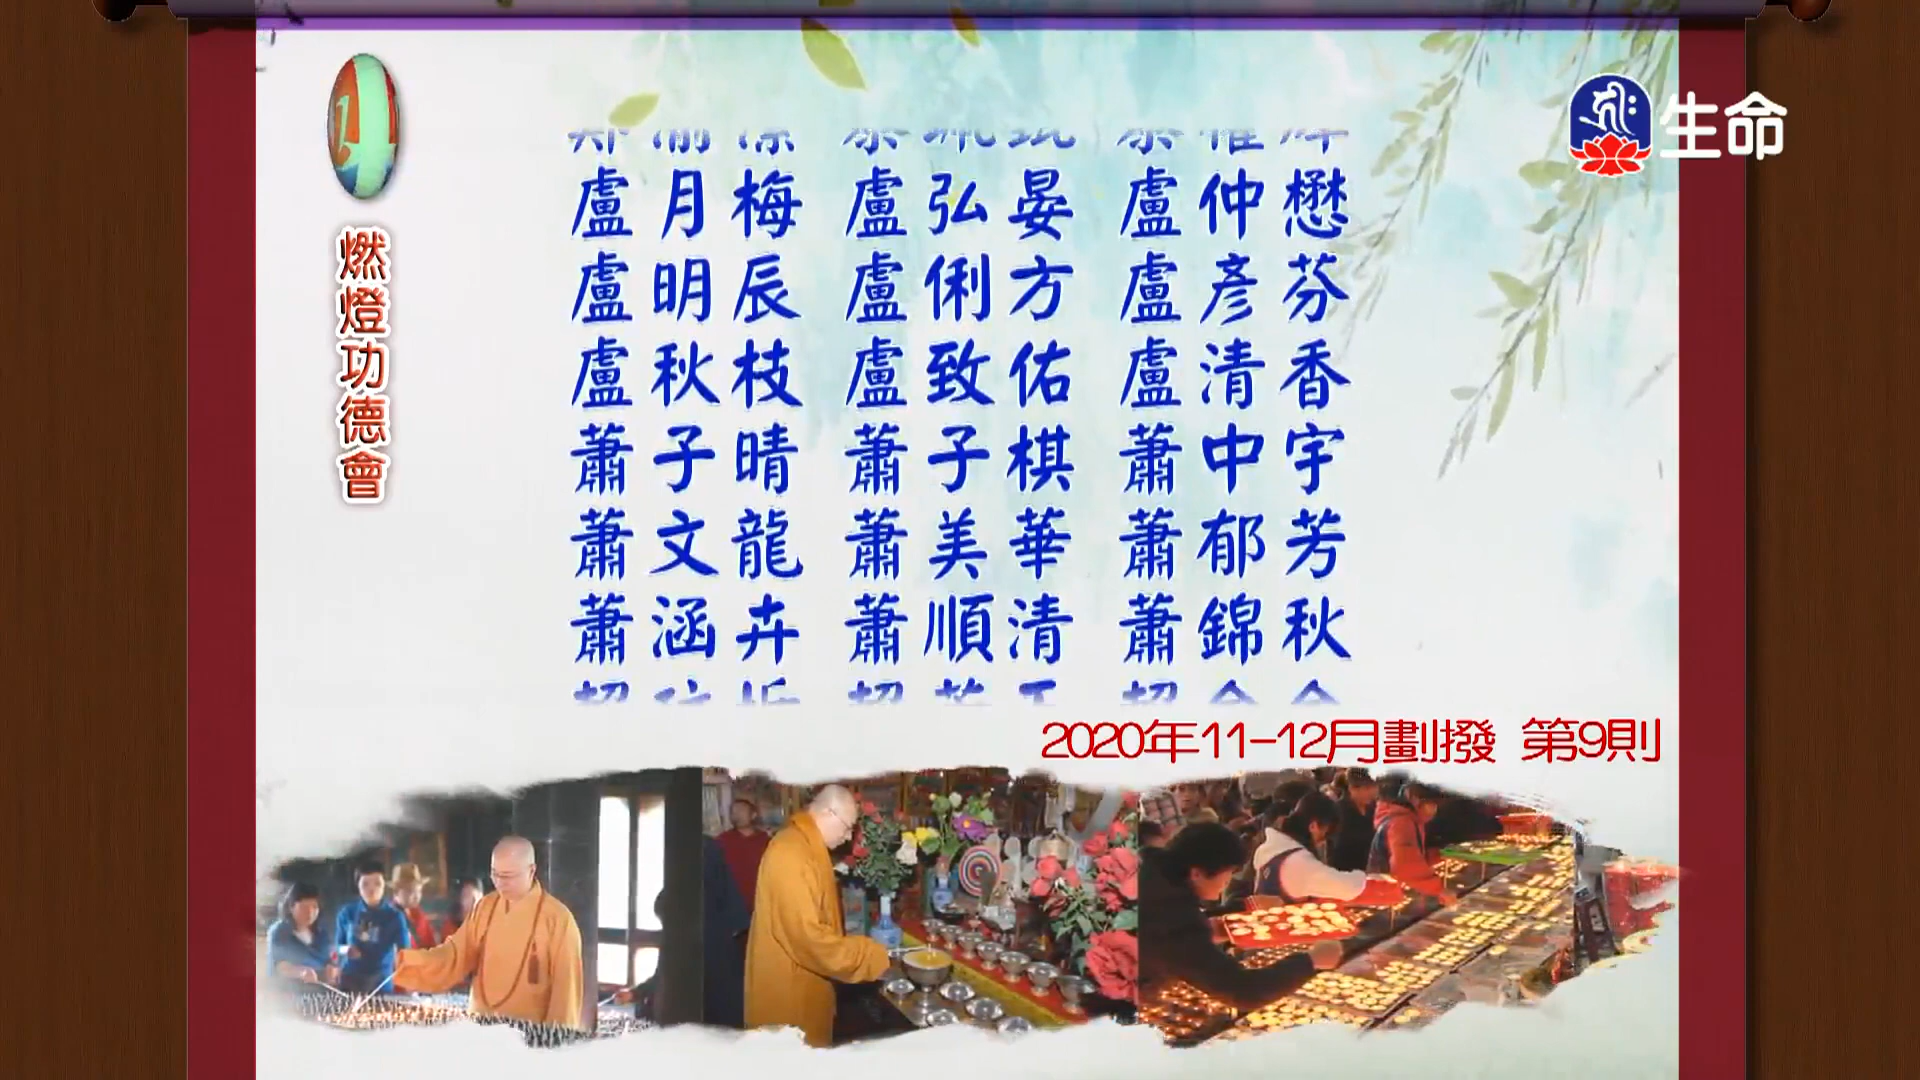 生命
燃燈功德會
盧月梅 盧弘晏 盧仲懋
盧明辰 盧俐方 盧彥芬
盧秋枝 盧致佑 盧清香
蕭子晴 蕭子棋 蕭中宇
蕭文龍 蕭美華 蕭郁芳
蕭涵卉 蕭順清 蕭錦秋
2020年11-12月劃撥 第9則